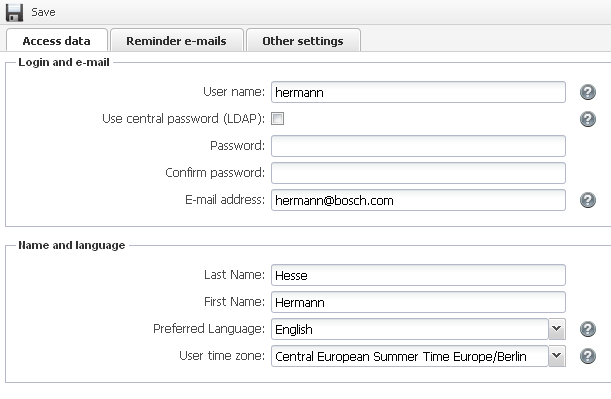 Save
Access data Reminder e-mails Other settings
Login and e-mail
User name: hermann ?
Use central password (LDAP): ?
Password:
Confirm password:
E-mail address: hermann@bosch.com ?
Name and language
Last Name: Hesse
First Name: Hermann
Preferred Language: English ?
User time zone: Central European Summer Time Europe/Berlin ?